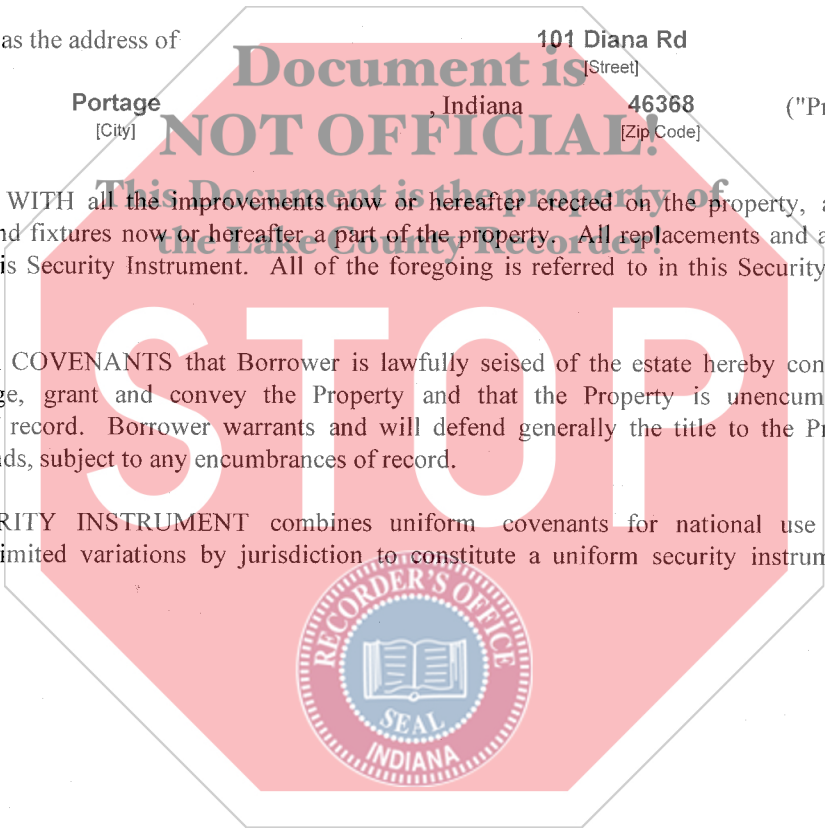 as the address of 101 Diana Rd
[Street]
Portage , Indiana 46368 ("Pr
[City] [Zip Code]
WITH all the improvements now or hereafter erected on the property, a
nd fixtures now or hereafter a part of the property. All replacements and a
is Security Instrument. All of the foregoing is referred to in this Security
COVENANTS that Borrower is lawfully seised of the estate hereby con
ge, grant and convey the Property and that the Property is unencum
record. Borrower warrants and will defend generally the title to the Pr
nds, subject to any encumbrances of record.
RITY INSTRUMENT combines uniform covenants for national use
imited variations by jurisdiction to constitute a uniform security instrum
Document is
NOT OFFICIAL!
This Document is the property of
the Lake County Recorder!
STOP
RECORDER'S OFFICE
SEAL
INDIANA